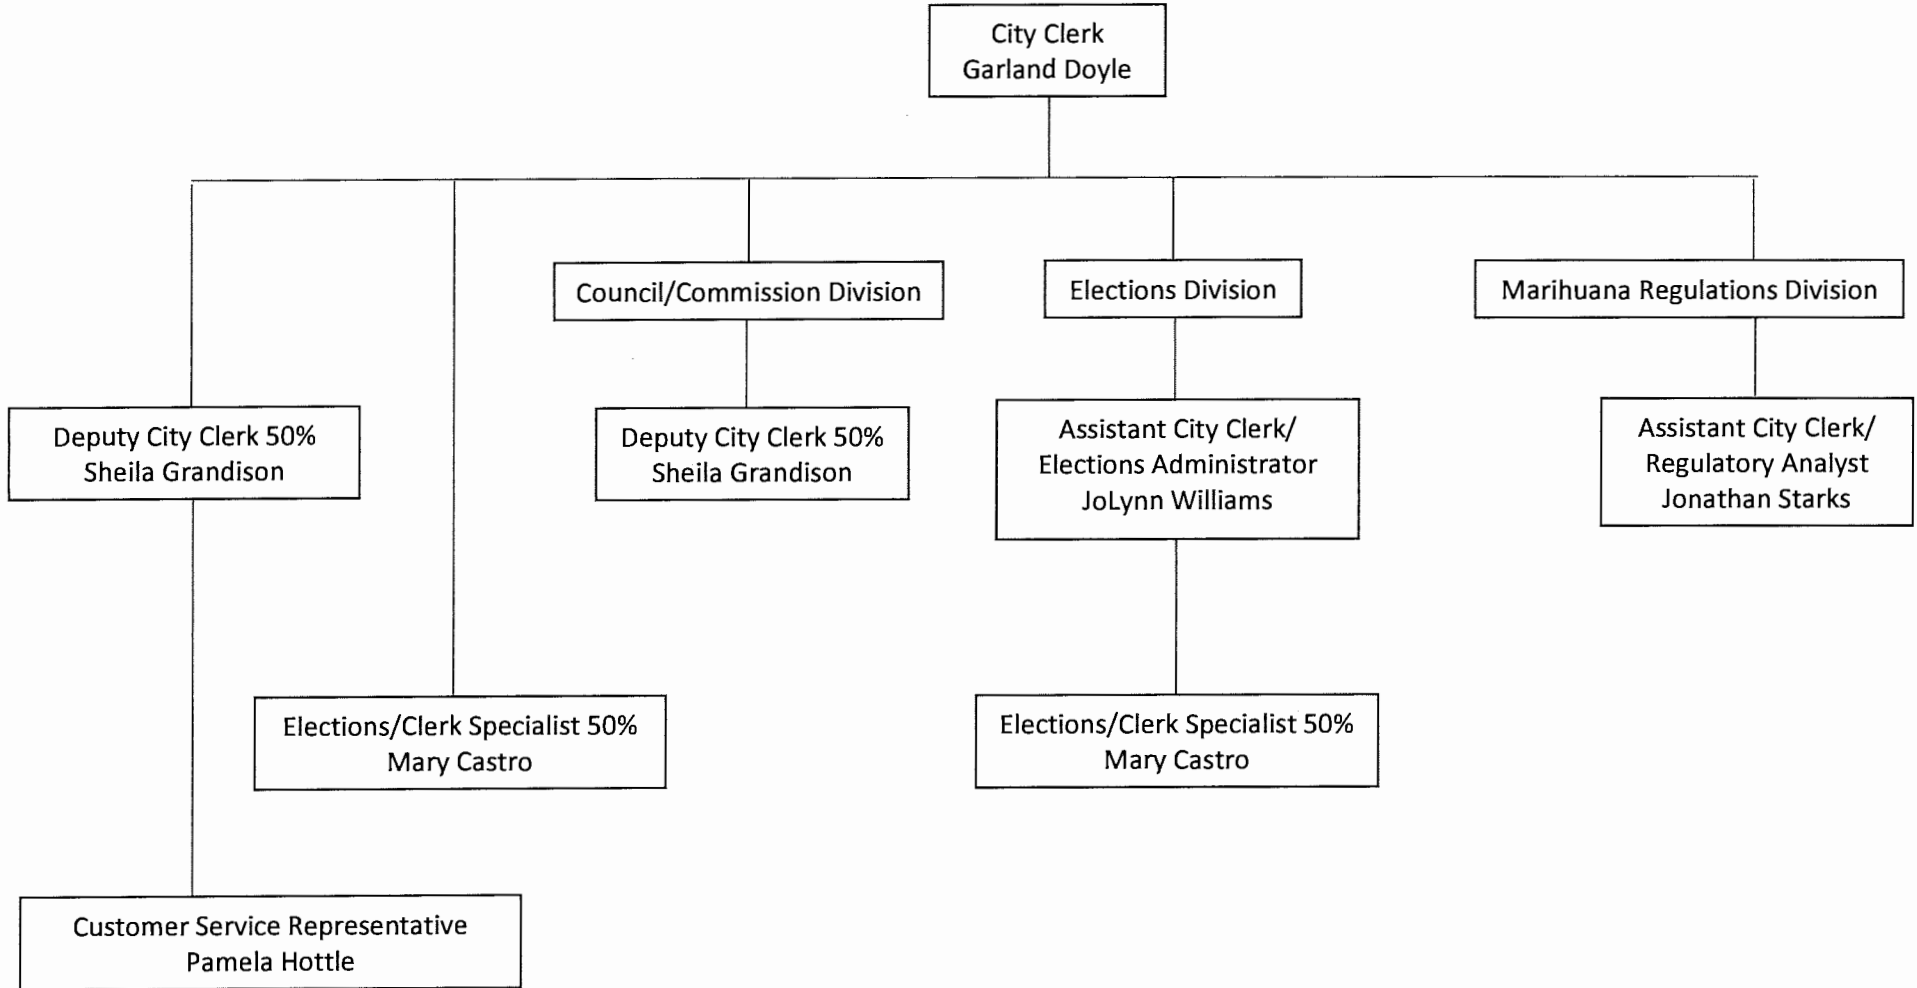 City Clerk
Garland Doyle
Council/Commission Division
Elections Division
Marihuana Regulations Division
Deputy City Clerk 50%
Sheila Grandison
Deputy City Clerk 50%
Sheila Grandison
Assistant City Clerk/
Elections Administrator
JoLynn Williams
Assistant City Clerk/
Regulatory Analyst
Jonathan Starks
Elections/Clerk Specialist 50%
Mary Castro
Elections/Clerk Specialist 50%
Mary Castro
Customer Service Representative
Pamela Hottle